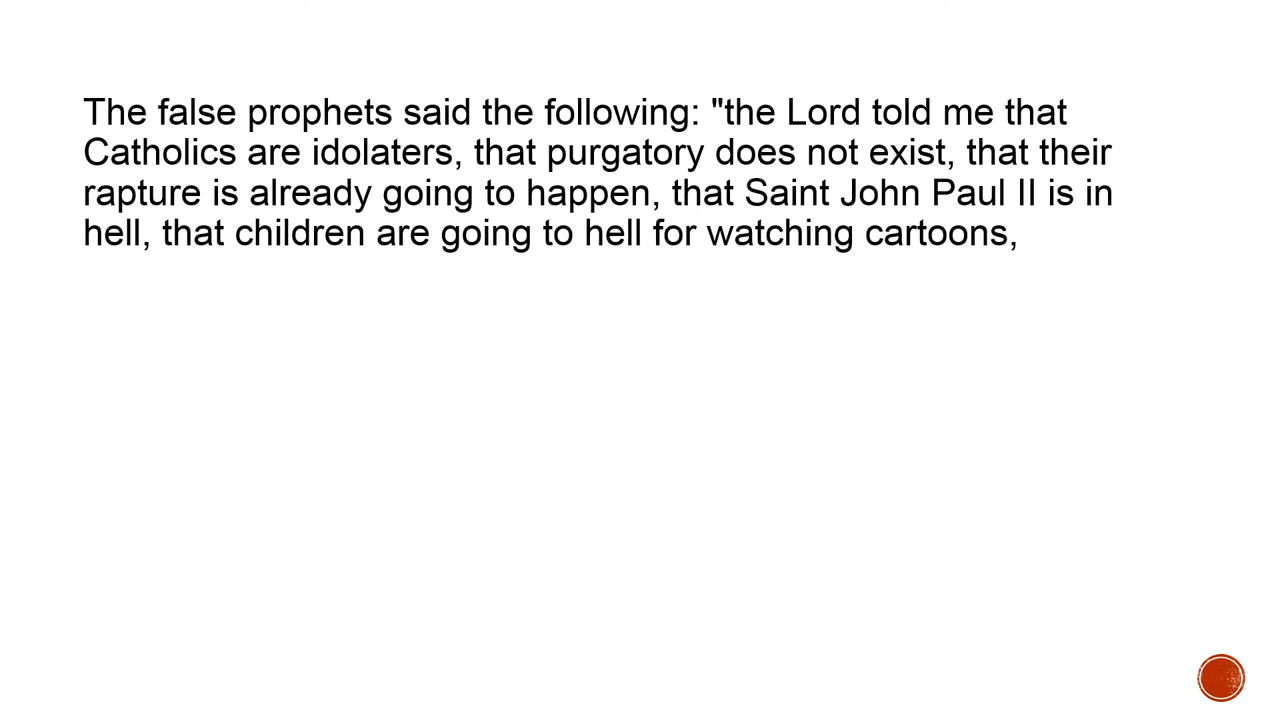 The false prophets said the following: "the Lord told me that
Catholics are idolaters, that purgatory does not exist, that their
rapture is already going to happen, that Saint John Paul II is in
hell, that children are going to hell for watching cartoons,